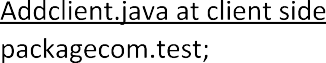 Addclient.java at client side
packagecom.test;